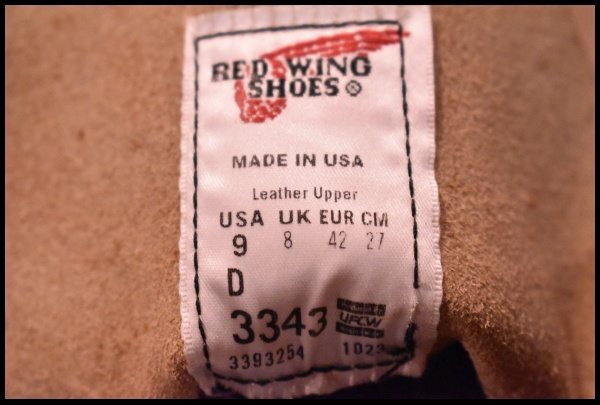 RED WING
SHOES
MADE IN USA
Leather Upper
USA UK EUR CM
9 8 42 27
D
3343 UFCW
3393254 1023